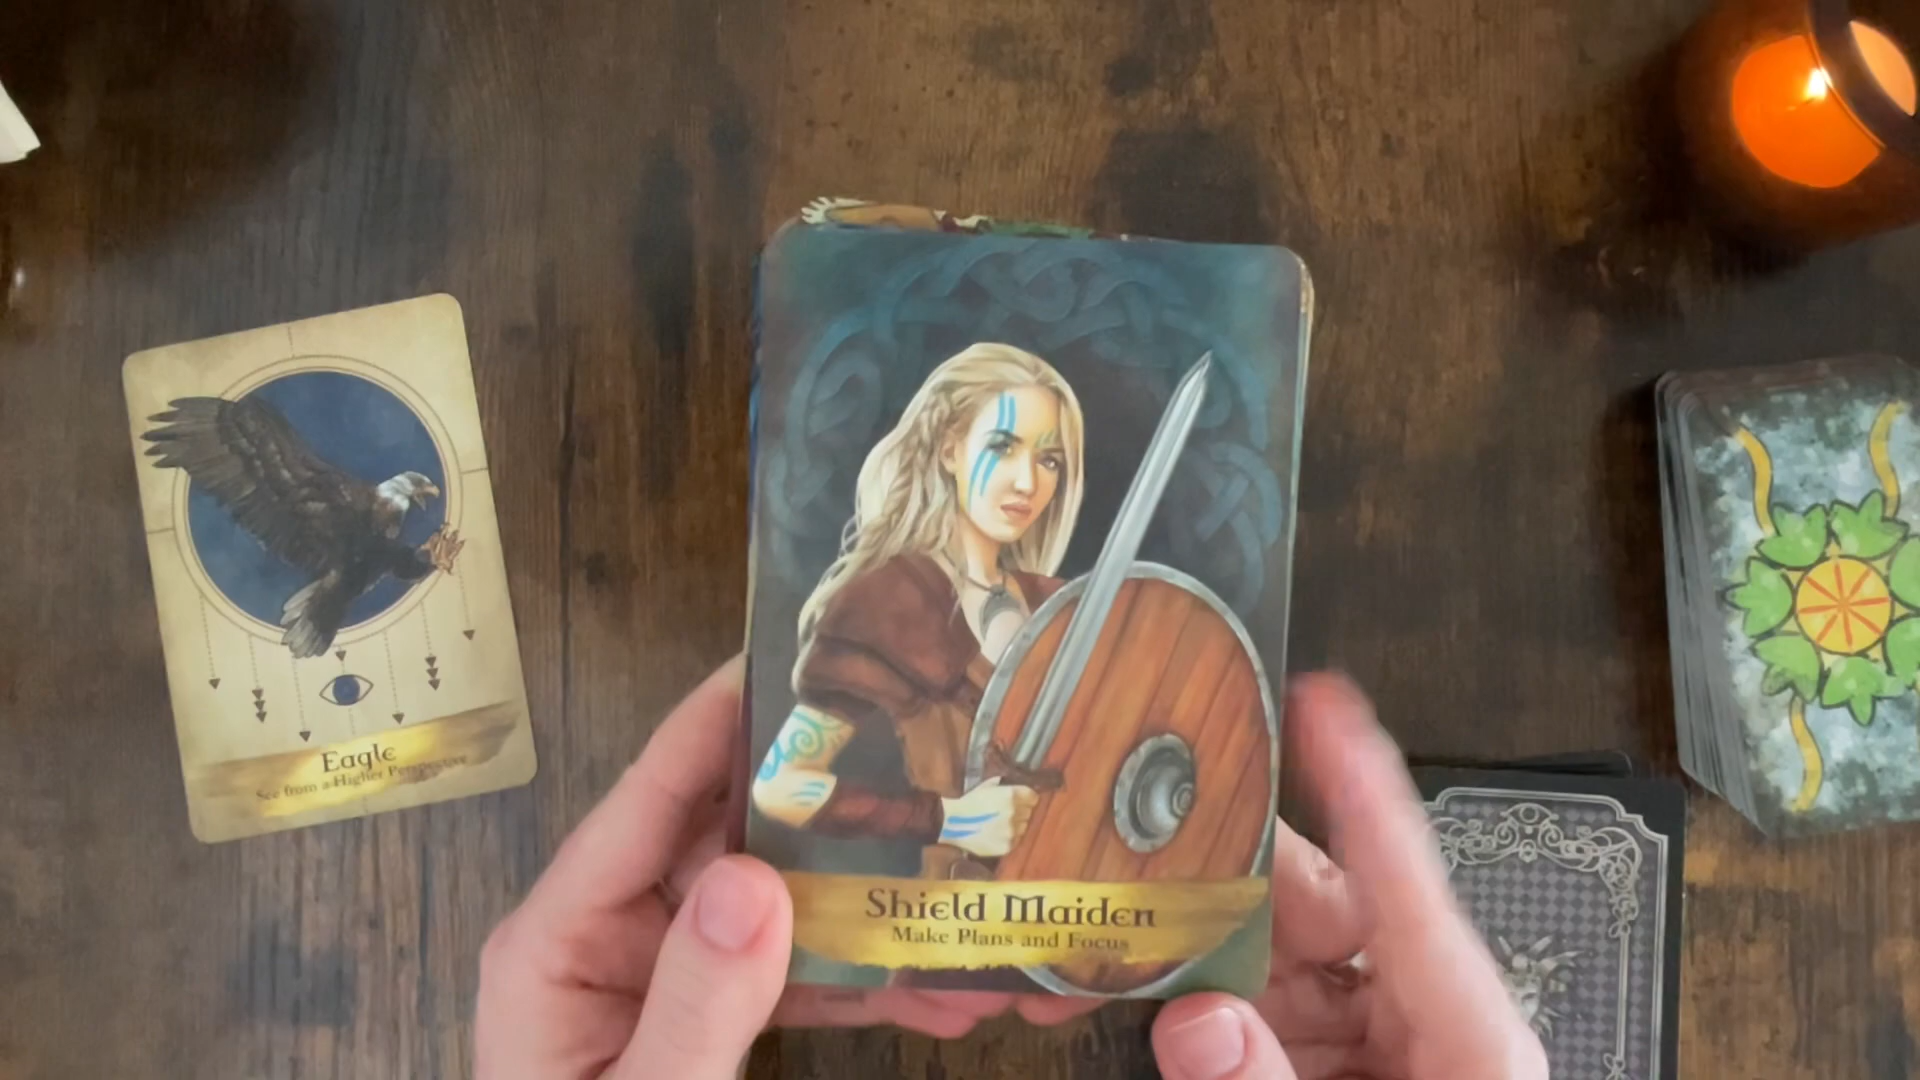 Eagle
See from a Higher Perspective
Shield Maiden
Make Plans and Focus